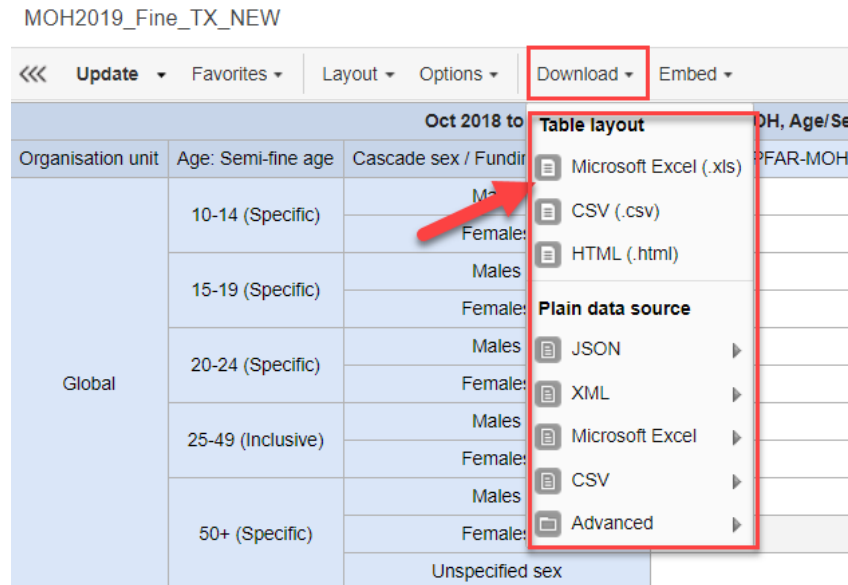 MOH2019_Fine_TX_NEW
Update Favorites Layout Options Download Embed
Oct 2018 to OH, Age/Se
Organisation unit Age: Semi-fine age Cascade sex / Fundin PFAR-MOH
Table layout
Microsoft Excel (.xls)
CSV (.csv)
HTML (.html)
Plain data source
JSON
XML
Microsoft Excel
CSV
Advanced
Global
10-14 (Specific)
Ma
Females
15-19 (Specific)
Males
Females
20-24 (Specific)
Males
Females
25-49 (Inclusive)
Males
Females
50+ (Specific)
Males
Females
Unspecified sex